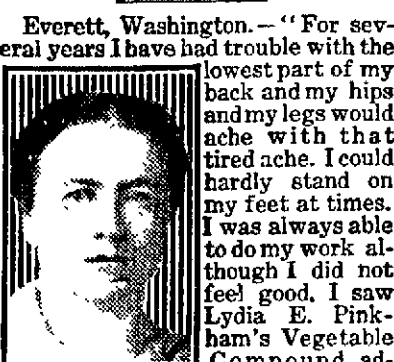 Everett, Washington.—"For sev-
eral years I have had trouble with the
lowest part of my
back and my hips
and my legs would
ache with that
tired ache. I could
hardly stand on
my feet at times.
I was always able
to do my work al-
though I did not
feel good. I saw
Lydia E. Pink-
ham's Vegetable
Compound ad-